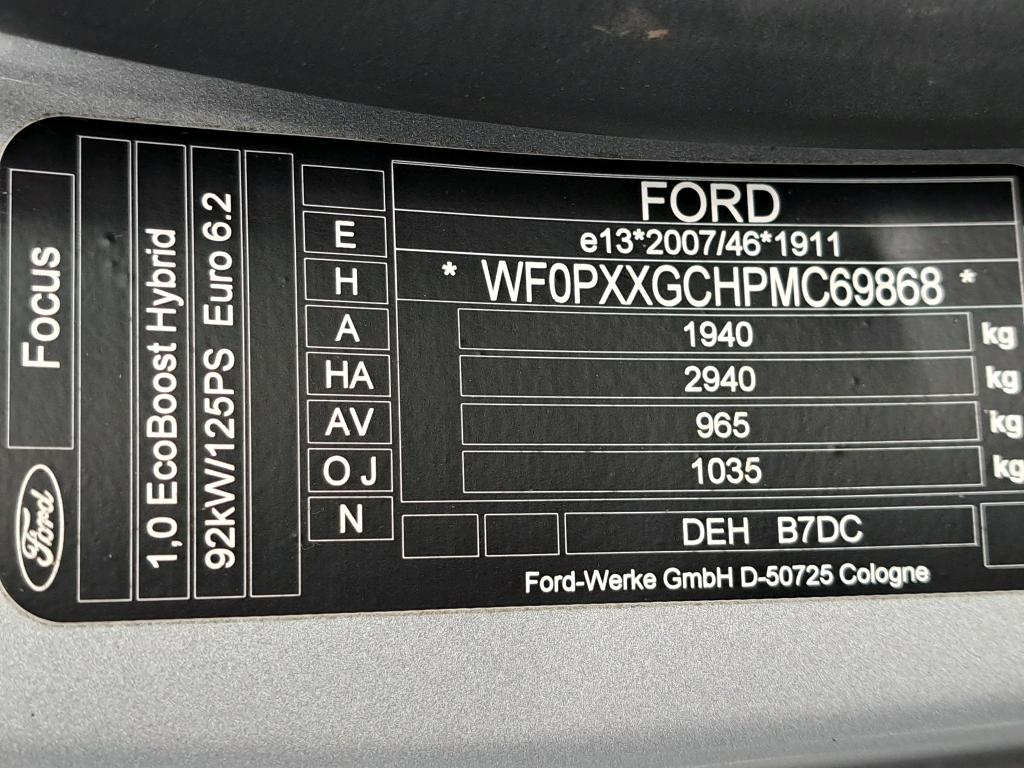 Focus
Ford
1,0 EcoBoost Hybrid
92kW/125PS Euro 6.2
E
H
A
HA
AV
O J
N
FORD
e13*2007/46*1911
* WF0PXXGCHPMC69868 *
1940 kg
2940 kg
965 kg
1035 kg
DEH B7DC
Ford-Werke GmbH D-50725 Cologne